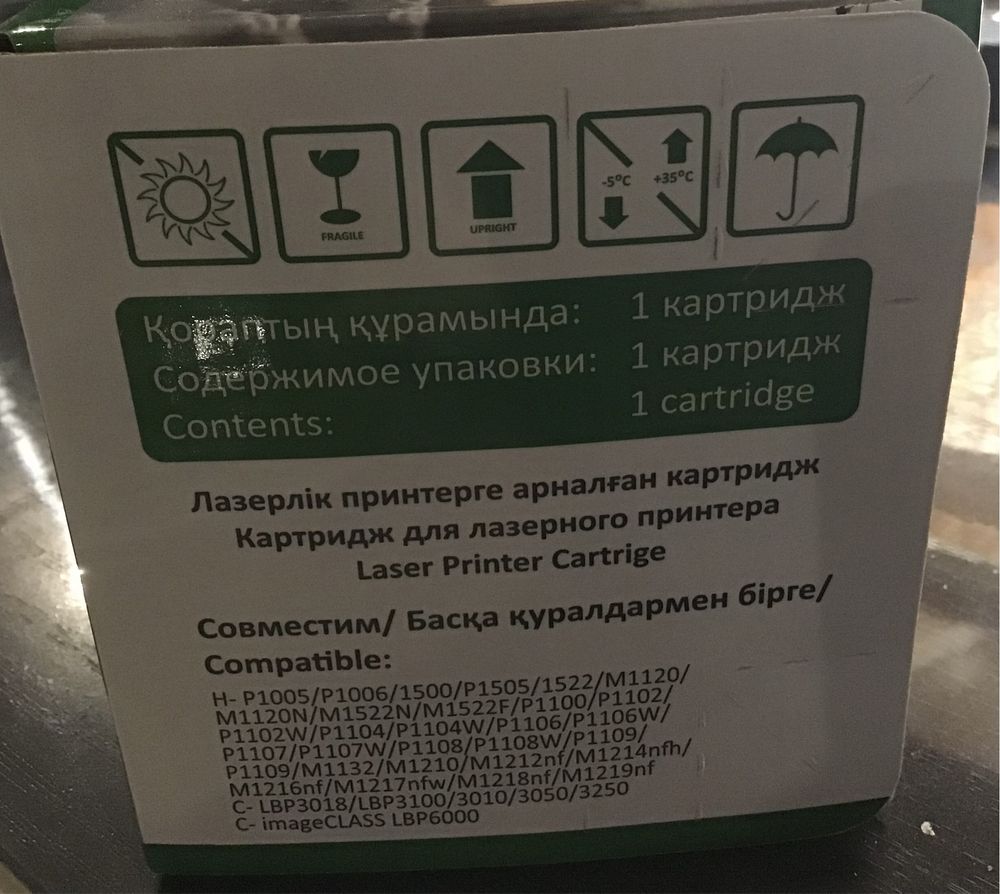 FRAGILE
UPRIGHT
-5°C +35°C
Қораптың құрамында: 1 картридж
Содержимое упаковки: 1 картридж
Contents: 1 cartridge
Лазерлік принтерге арналған картридж
Картридж для лазерного принтера
Laser Printer Cartrige
Совместим/ Басқа қуралдармен бірге/
Compatible:
H- P1005/P1006/1500/P1505/1522/M1120/
M1120N/M1522N/M1522F/P1100/P1102/
P1102W/P1104/P1104W/P1106/P1106W/
P1107/P1107W/P1108/P1108W/P1109/
P1109/M1132/M1210/M1212nf/M1214nfh/
M1216nf/M1217nfw/M1218nf/M1219nf
C- LBP3018/LBP3100/3010/3050/3250
C- imageCLASS LBP6000